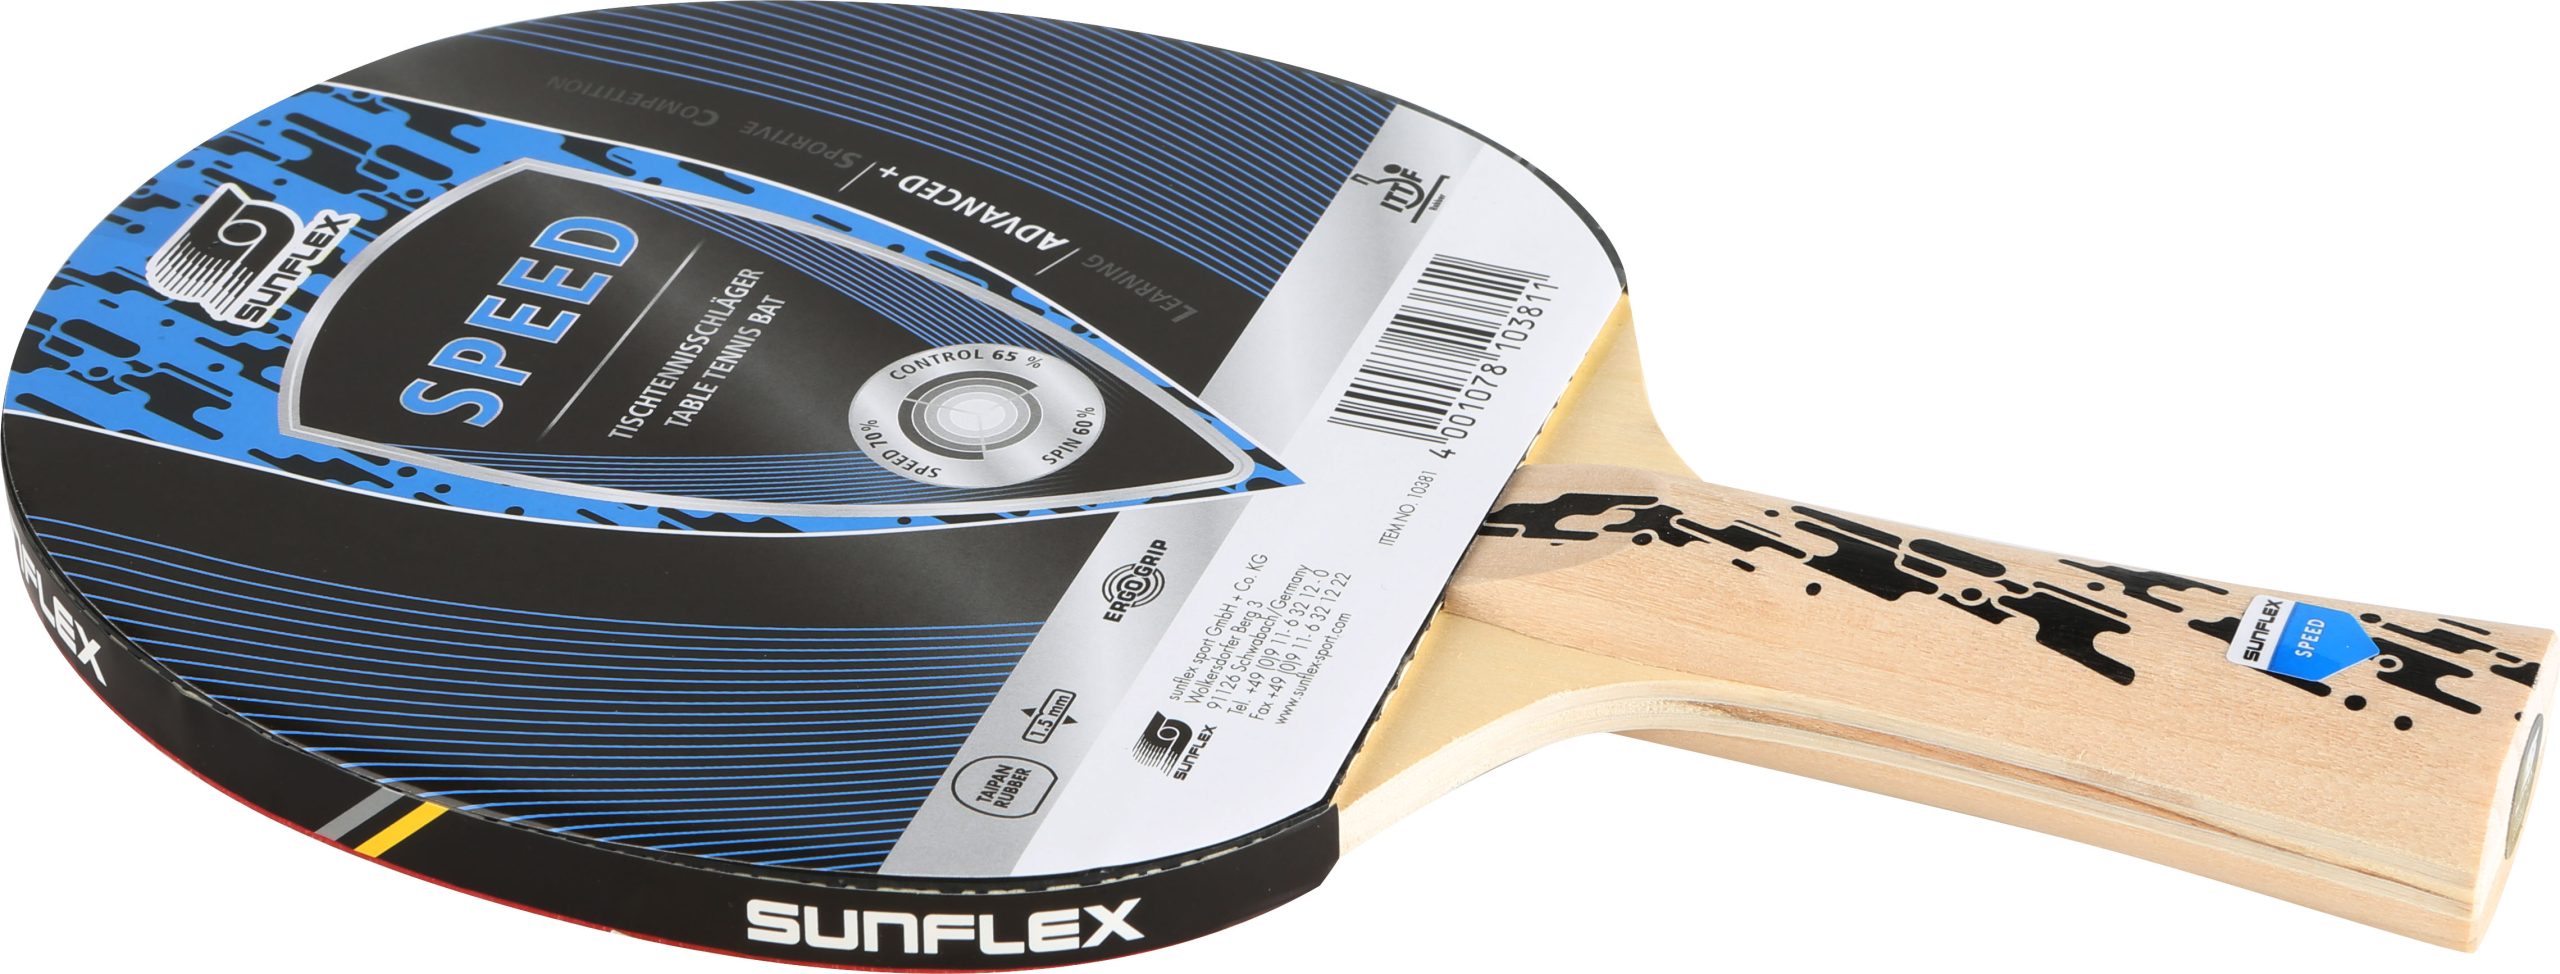 SUNFLEX
SPEED
TISCHTENNISSCHLÄGER
TABLE TENNIS BAT
CONTROL 65 %
SPEED 70 %
SPIN 60 %
LEARNING | ADVANCED+ | SPORTIVE COMPETITION
ITTF
4 001078 103811
ITEM NO. 10381
ERGOGRIP
1.5 mm
TAIPAN
RUBBER
sunflex sport GmbH + Co. KG
Wolkersdorfer Berg 3
91126 Schwabach/Germany
Tel. +49 (0)9 11-6 32 12-0
Fax +49 (0)9 11-6 32 12 22
www.sunflex-sport.com
SUNFLEX
SUNFLEX
SPEED
FLEX
SUNFLEX